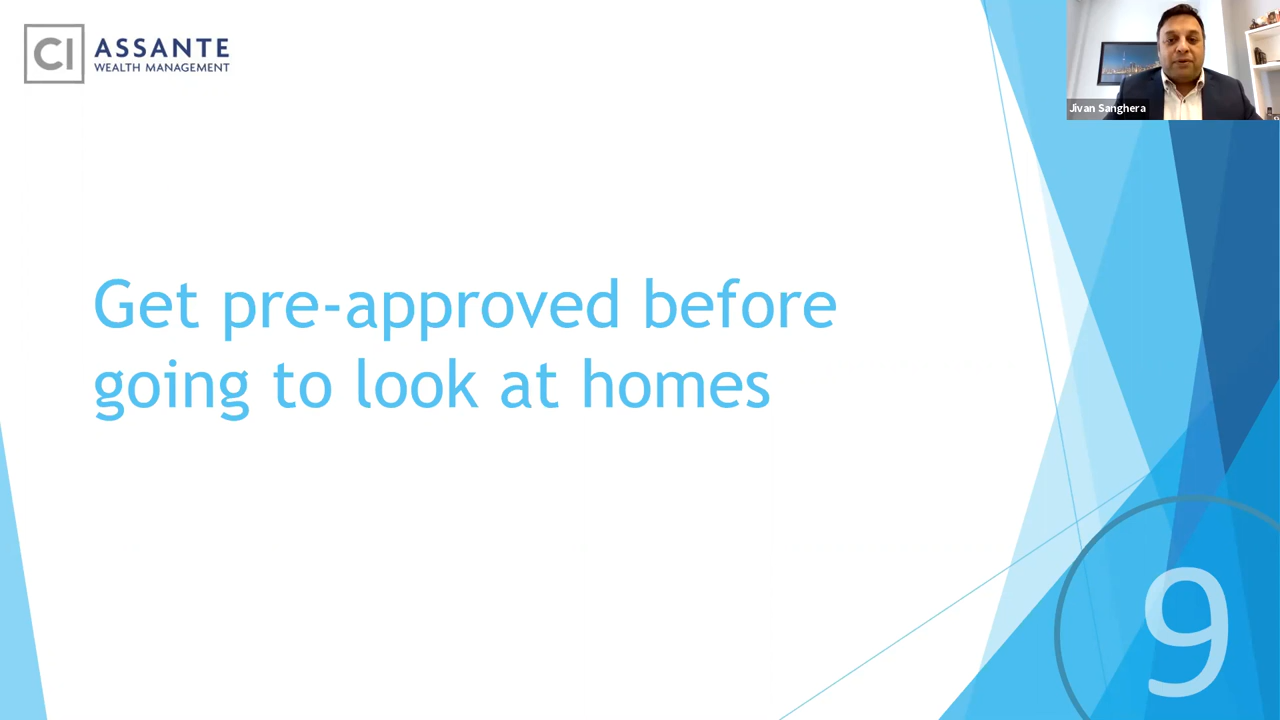 CI ASSANTE
WEALTH MANAGEMENT
Jivan Sanghera
Get pre-approved before
going to look at homes
9